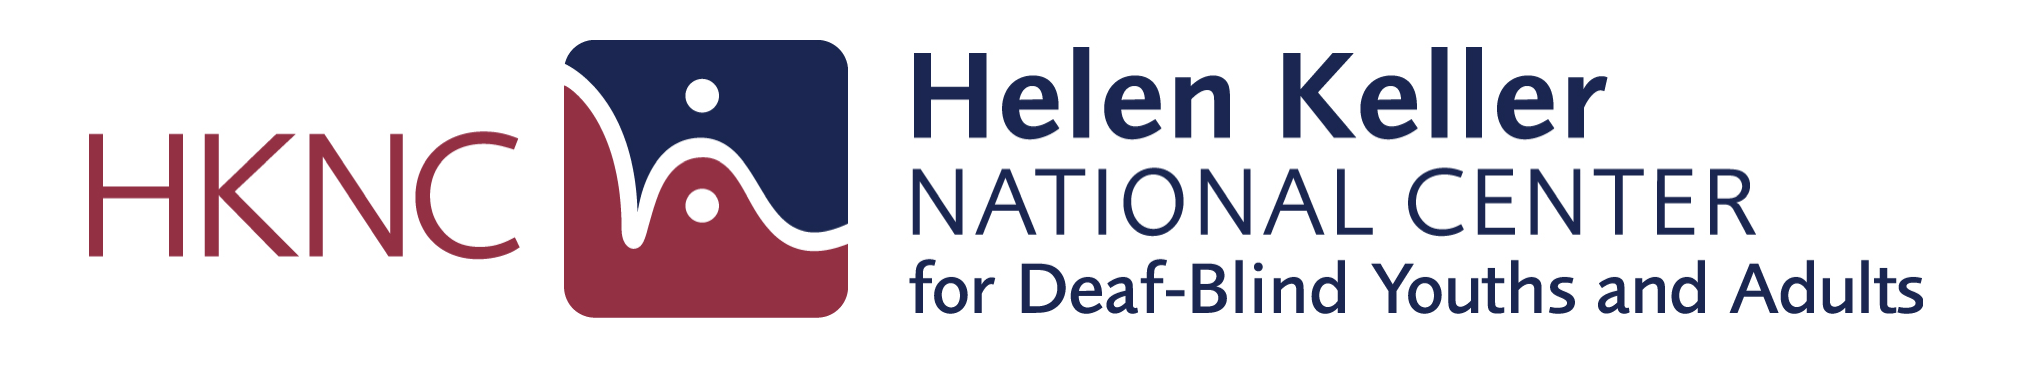 HKNC
Helen Keller
NATIONAL CENTER
for Deaf-Blind Youths and Adults